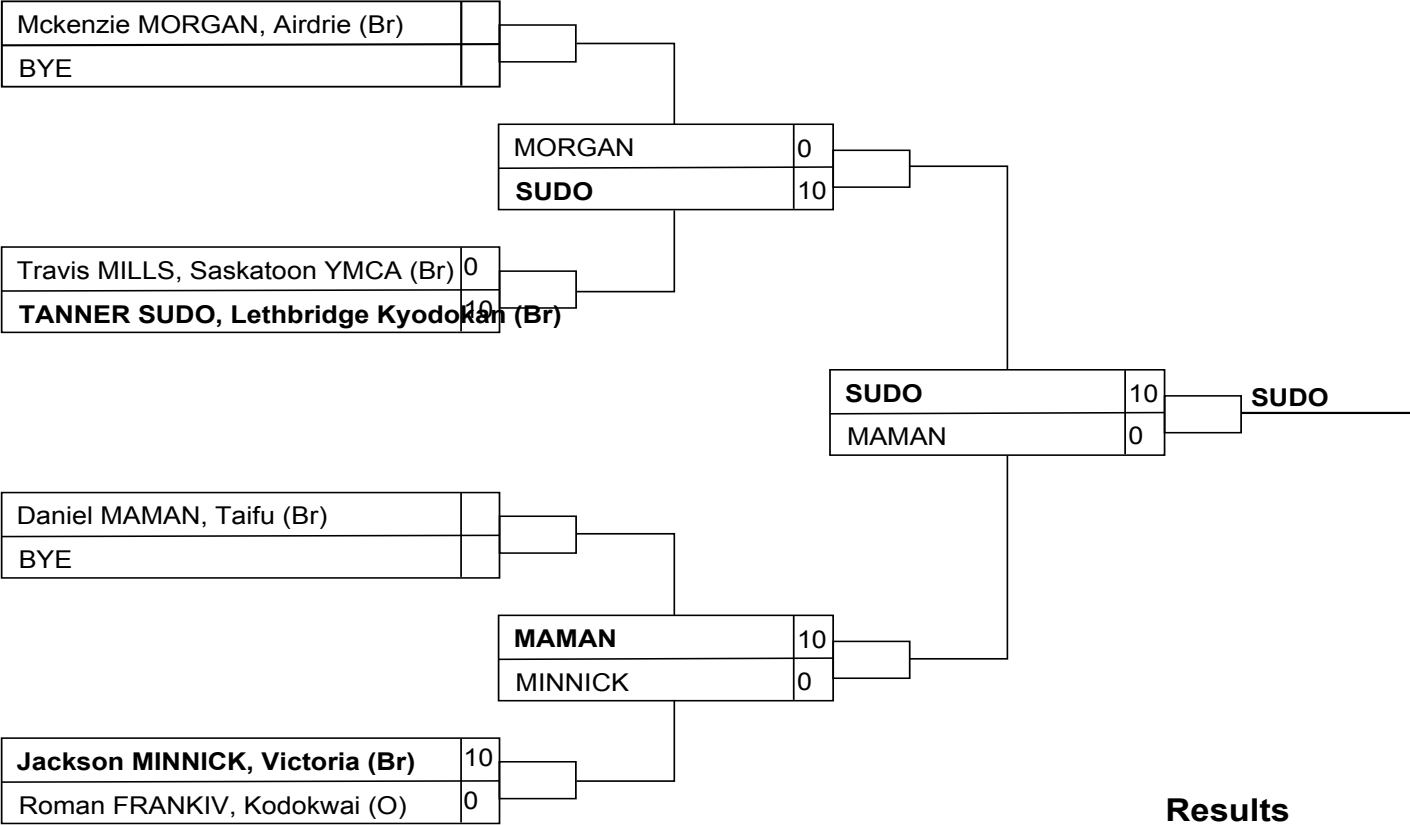 Mckenzie MORGAN, Airdrie (Br)
BYE
MORGAN 0
SUDO 10
Travis MILLS, Saskatoon YMCA (Br) 0
TANNER SUDO, Lethbridge Kyodokan (Br) 10
SUDO 10
MAMAN 0
SUDO
Daniel MAMAN, Taifu (Br)
BYE
MAMAN 10
MINNICK 0
Jackson MINNICK, Victoria (Br) 10
Roman FRANKIV, Kodokwai (O) 0
Results